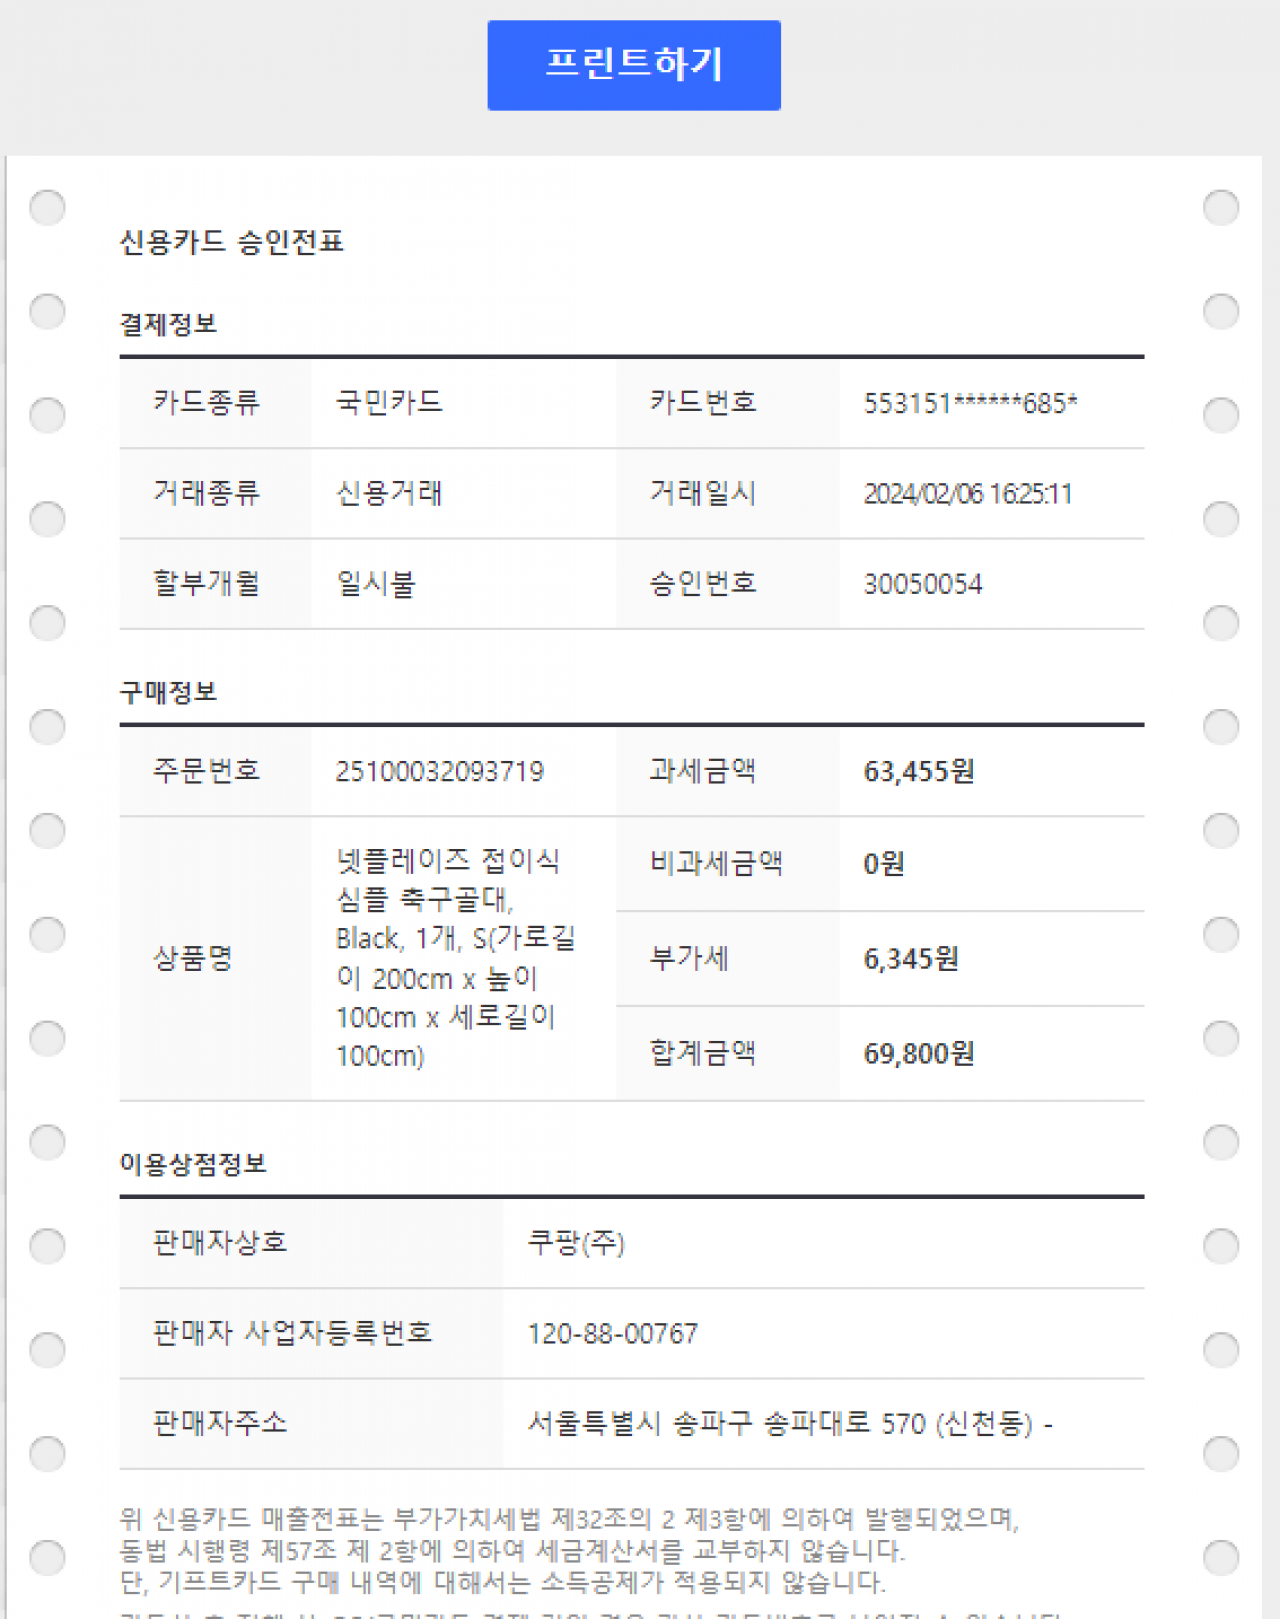 프린트하기
신용카드 승인전표
결제정보
카드종류 국민카드 카드번호 553151******685*
거래종류 신용거래 거래일시 2024/02/06 16:25:11
할부개월 일시불 승인번호 30050054
구매정보
주문번호 25100032093719 과세금액 63,455원
상품명
넷플레이즈 접이식
심플 축구골대,
Black, 1개, S(가로길
이 200cm x 높이
100cm x 세로길이
100cm)
비과세금액 0원
부가세 6,345원
합계금액 69,800원
이용상점정보
판매자상호 쿠팡(주)
판매자 사업자등록번호 120-88-00767
판매자주소 서울특별시 송파구 송파대로 570 (신천동) -
위 신용카드 매출전표는 부가가치세법 제32조의 2 제3항에 의하여 발행되었으며,
동법 시행령 제57조 제 2항에 의하여 세금계산서를 교부하지 않습니다.
단, 기프트카드 구매 내역에 대해서는 소득공제가 적용되지 않습니다.